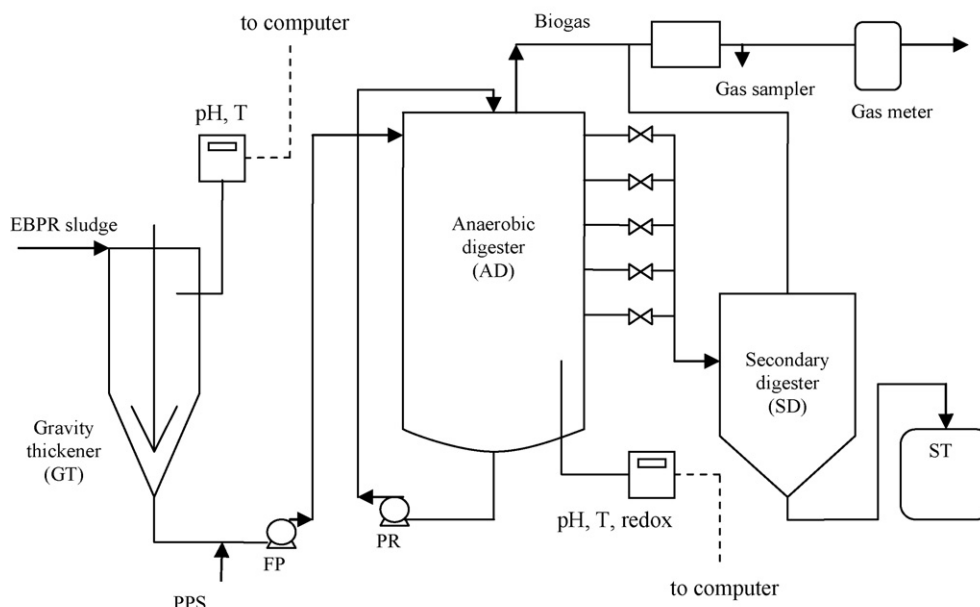 to computer
Biogas
Gas sampler
Gas meter
pH, T
EBPR sludge
Anaerobic
digester
(AD)
Secondary
digester
(SD)
Gravity
thickener
(GT)
ST
pH, T, redox
PR
FP
to computer
PPS